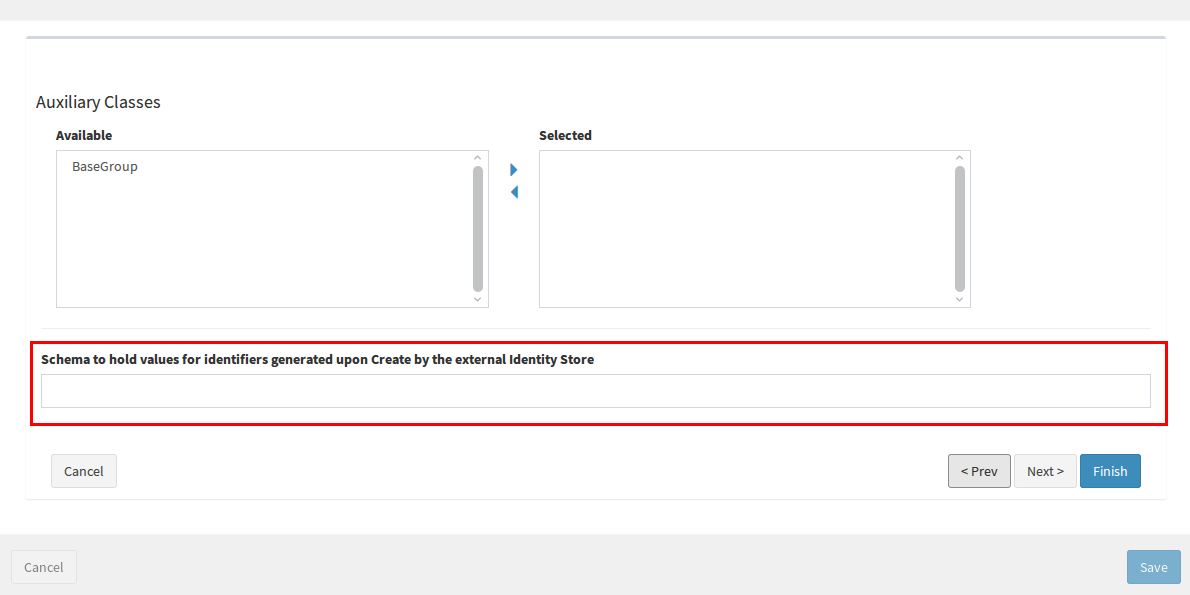 Auxiliary Classes
Available
Selected
BaseGroup
Schema to hold values for identifiers generated upon Create by the external Identity Store
Cancel
< Prev
Next >
Finish
Cancel
Save